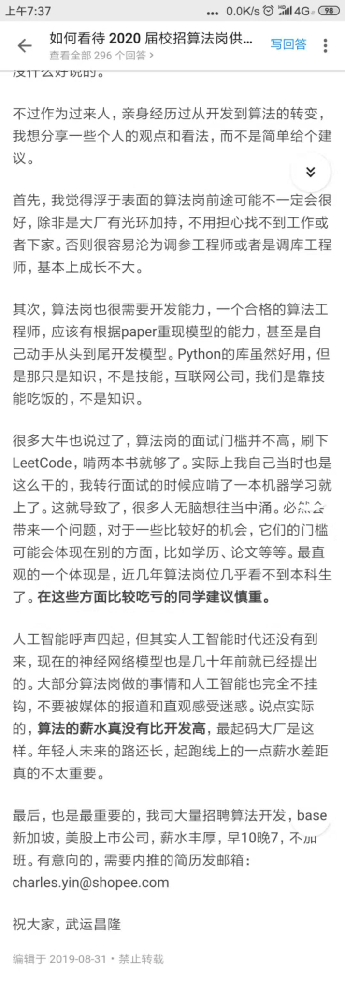 上午7:37
... 0.0K/s HD 4G 98
如何看待 2020 届校招算法岗供...
写回答
查看全部 296 个回答 >
没什么好说的。
不过作为过来人，亲身经历过从开发到算法的转变，
我想分享一些个人的观点和看法，而不是简单给个建
议。
首先，我觉得浮于表面的算法岗前途可能不一定会很
好，除非是大厂有光环加持，不用担心找不到工作或
者下家。否则很容易沦为调参工程师或者是调库工程
师，基本上成长不大。
其次，算法岗也很需要开发能力，一个合格的算法工
程师，应该有根据paper重现模型的能力，甚至是自
己动手从头到尾开发模型。Python的库虽然好用，但
是那只是知识，不是技能，互联网公司，我们是靠技
能吃饭的，不是知识。
很多大牛也说过了，算法岗的面试门槛并不高，刷下
LeetCode，啃两本书就够了。实际上我自己当时也是
这么干的，我转行面试的时候应啃了一本机器学习就
上了。这就导致了，很多人无脑想往当中涌。必然会
带来一个问题，对于一些比较好的机会，它们的门槛
可能会体现在别的方面，比如学历、论文等等。最直
观的一个体现是，近几年算法岗位几乎看不到本科生
了。在这些方面比较吃亏的同学建议慎重。
人工智能呼声四起，但其实人工智能时代还没有到
来，现在的神经网络模型也是几十年前就已经提出
的。大部分算法岗做的事情和人工智能也完全不挂
钩，不要被媒体的报道和直观感受迷惑。说点实际
的，算法的薪水真没有比开发高，最起码大厂是这
样。年轻人未来的路还长，起跑线上的一点薪水差距
真的不太重要。
最后，也是最重要的，我司大量招聘算法开发，base
新加坡，美股上市公司，薪水丰厚，早10晚7，不加
班。有意向的，需要内推的简历发邮箱：
charles.yin@shopee.com
祝大家，武运昌隆
编辑于 2019-08-31・禁止转载